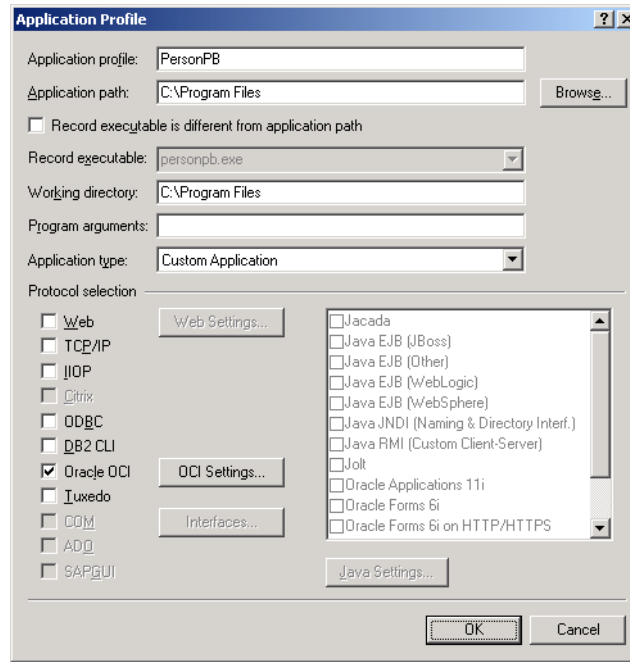 Application Profile
Application profile: PersonPB
Application path: C:\Program Files Browse...
Record executable is different from application path
Record executable: personpb.exe
Working directory: C:\Program Files
Program arguments:
Application type: Custom Application
Protocol selection
Web Web Settings...
TCP/IP
IIOP
Citrix
ODBC
DB2 CLI
Oracle OCI OCI Settings...
Tuxedo
COM Interfaces...
ADO
SAPGUI
Jacada
Java EJB (JBoss)
Java EJB (Other)
Java EJB (WebLogic)
Java EJB (WebSphere)
Java JNDI (Naming & Directory Interf.)
Java RMI (Custom Client-Server)
Jolt
Oracle Applications 11i
Oracle Forms 6i
Oracle Forms 6i on HTTP/HTTPS
Java Settings...
OK Cancel